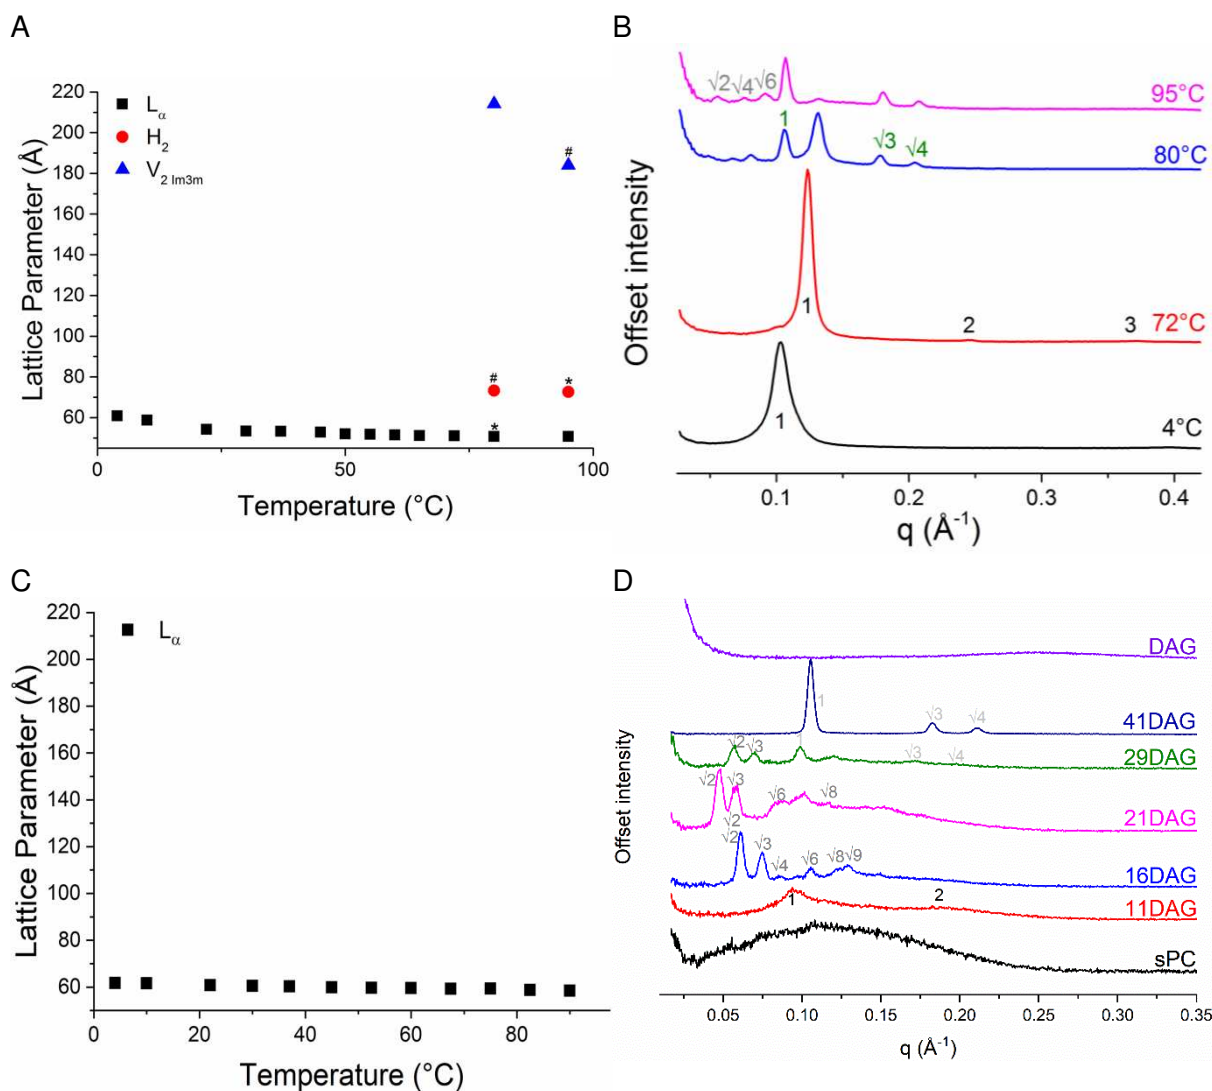 A
220
200
180
160
140
120
100
80
60
Lattice Parameter (Å)
Lα
H2
V2 Im3m
#
#
*
*
0
50
100
Temperature (°C)
B
Offset intensity
√2
√4
√6
95°C
1
√3
√4
80°C
1
2
3
72°C
1
4°C
0.1
0.2
0.3
0.4
q (Å-1)
C
220
200
180
160
140
120
100
80
60
Lattice Parameter (Å)
Lα
0
20
40
60
80
Temperature (°C)
D
Offset intensity
DAG
1
√3
√4
41DAG
√2
√3
1
√3
√4
29DAG
√2
√3
√6
√8
21DAG
√2
√2
√3
√4
√6
√8
√9
16DAG
1
2
11DAG
sPC
0.05
0.10
0.15
0.20
0.25
0.30
0.35
q (Å-1)